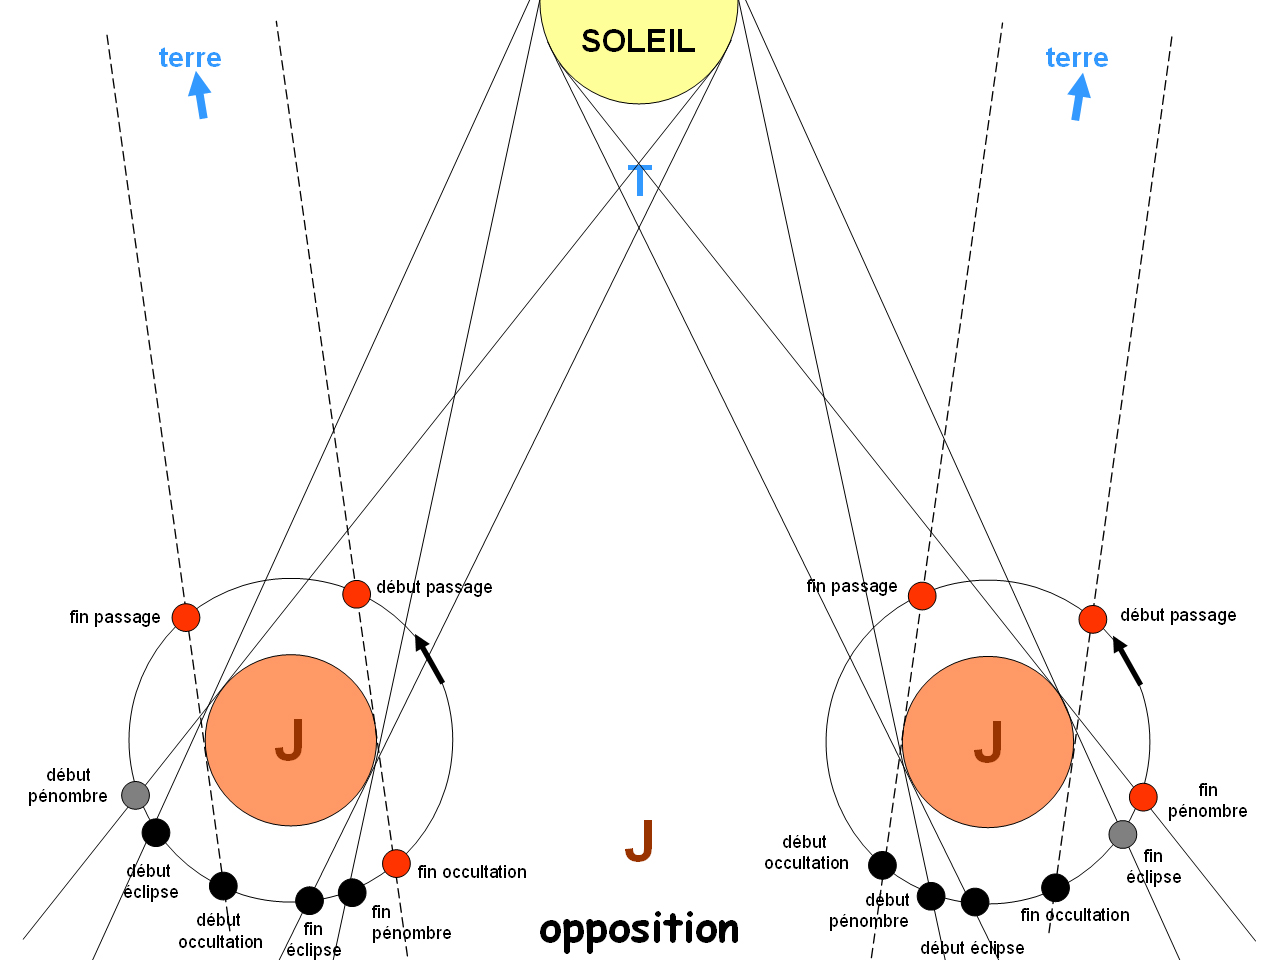 SOLEIL
terre
terre
T
début passage
fin passage
fin passage
début passage
J
J
début
pénombre
fin
pénombre
début
éclipse
début
occultation
fin
éclipse
fin
pénombre
fin occultation
J
opposition
début
occultation
début
pénombre
début éclipse
fin occultation
fin
éclipse